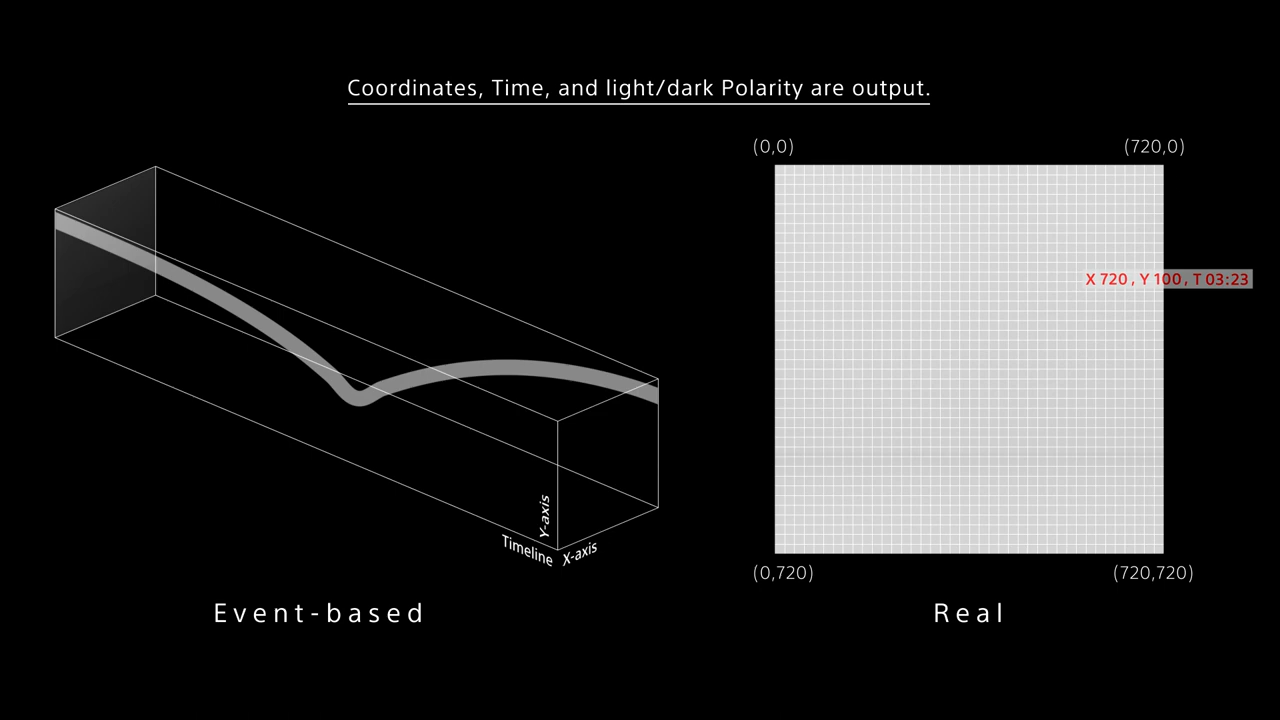 Coordinates, Time, and light/dark Polarity are output.
(0,0)
(720,0)
X 720 , Y 100 , T 03:23
Y-axis
Timeline
X-axis
(0,720)
(720,720)
Event-based
Real